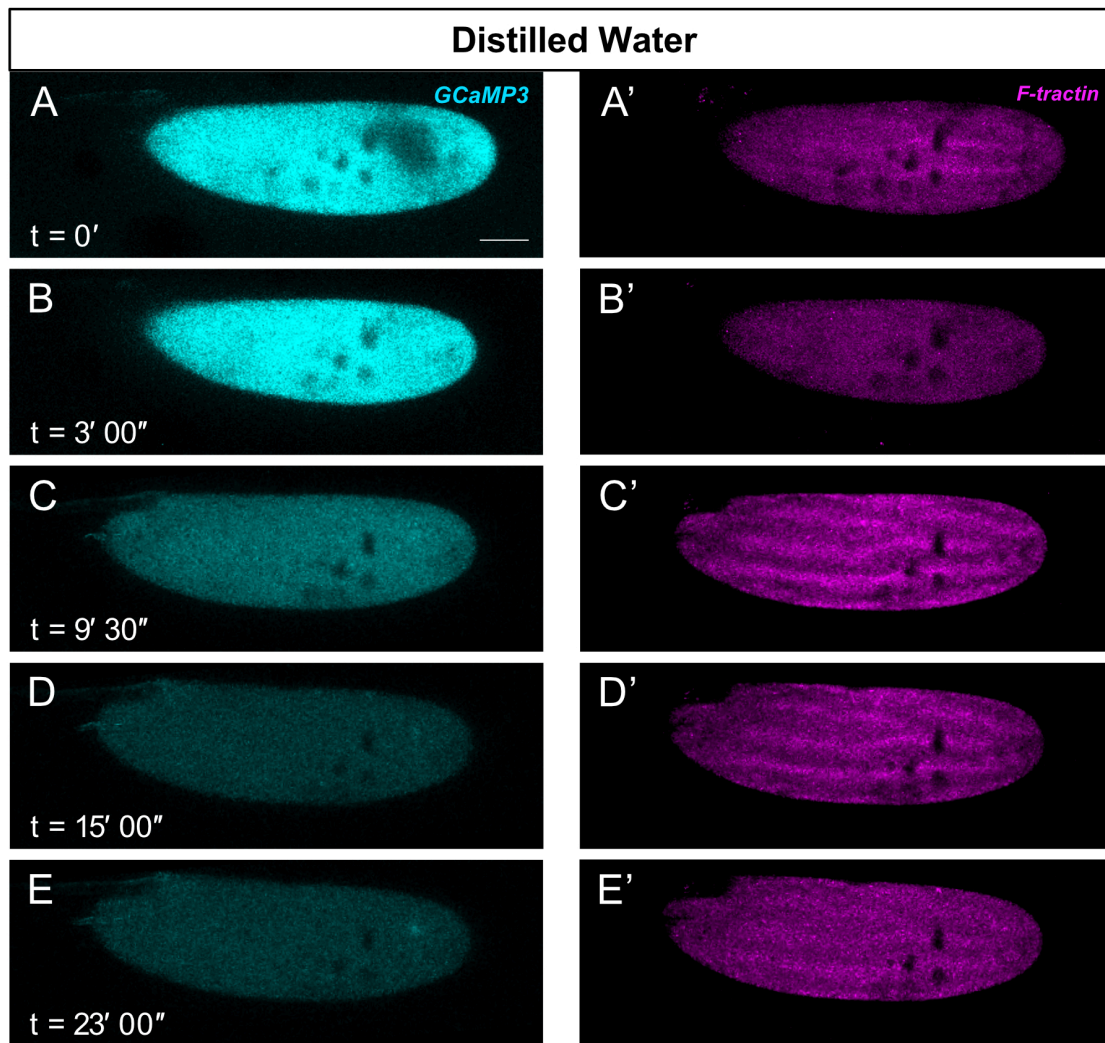 Distilled Water
A
GCaMP3
t = 0′
A’
F-tractin
B
t = 3′ 00″
B’
C
t = 9′ 30″
C’
D
t = 15′ 00″
D’
E
t = 23′ 00″
E’